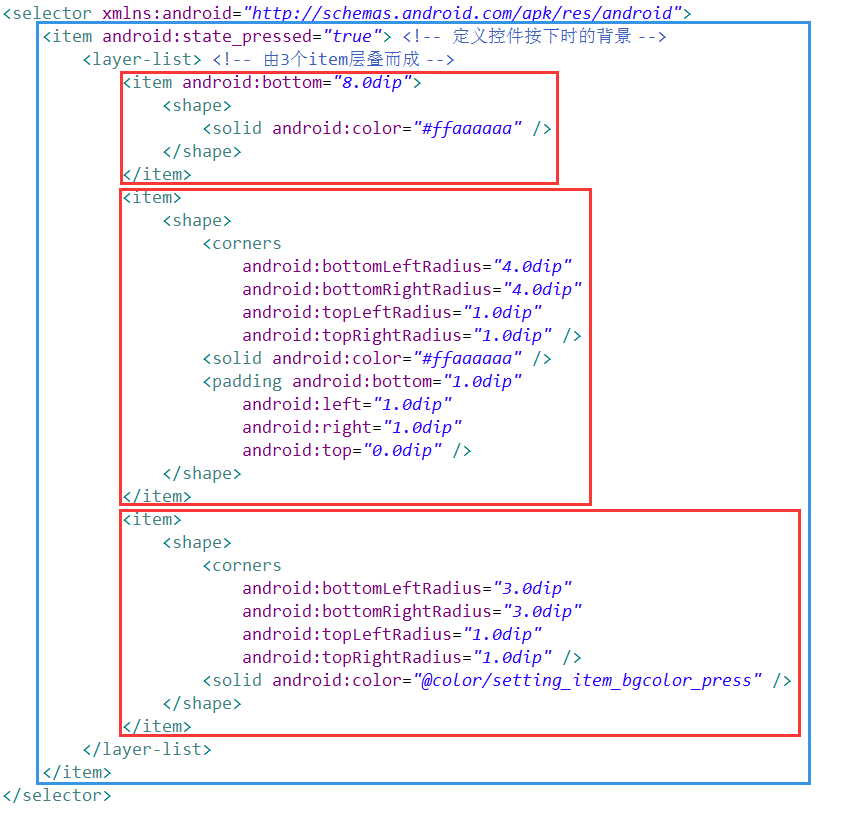 <selector xmlns:android="http://schemas.android.com/apk/res/android">
    <item android:state_pressed="true"> <!-- 定义控件按下时的背景 -->
        <layer-list> <!-- 由3个item层叠而成 -->
            <item android:bottom="8.0dip">
                <shape>
                    <solid android:color="#ffaaaaaa" />
                </shape>
            </item>
            <item>
                <shape>
                    <corners
                        android:bottomLeftRadius="4.0dip"
                        android:bottomRightRadius="4.0dip"
                        android:topLeftRadius="1.0dip"
                        android:topRightRadius="1.0dip" />
                    <solid android:color="#ffaaaaaa" />
                    <padding android:bottom="1.0dip"
                        android:left="1.0dip"
                        android:right="1.0dip"
                        android:top="0.0dip" />
                </shape>
            </item>
            <item>
                <shape>
                    <corners
                        android:bottomLeftRadius="3.0dip"
                        android:bottomRightRadius="3.0dip"
                        android:topLeftRadius="1.0dip"
                        android:topRightRadius="1.0dip" />
                    <solid android:color="@color/setting_item_bgcolor_press" />
                </shape>
            </item>
        </layer-list>
    </item>
</selector>